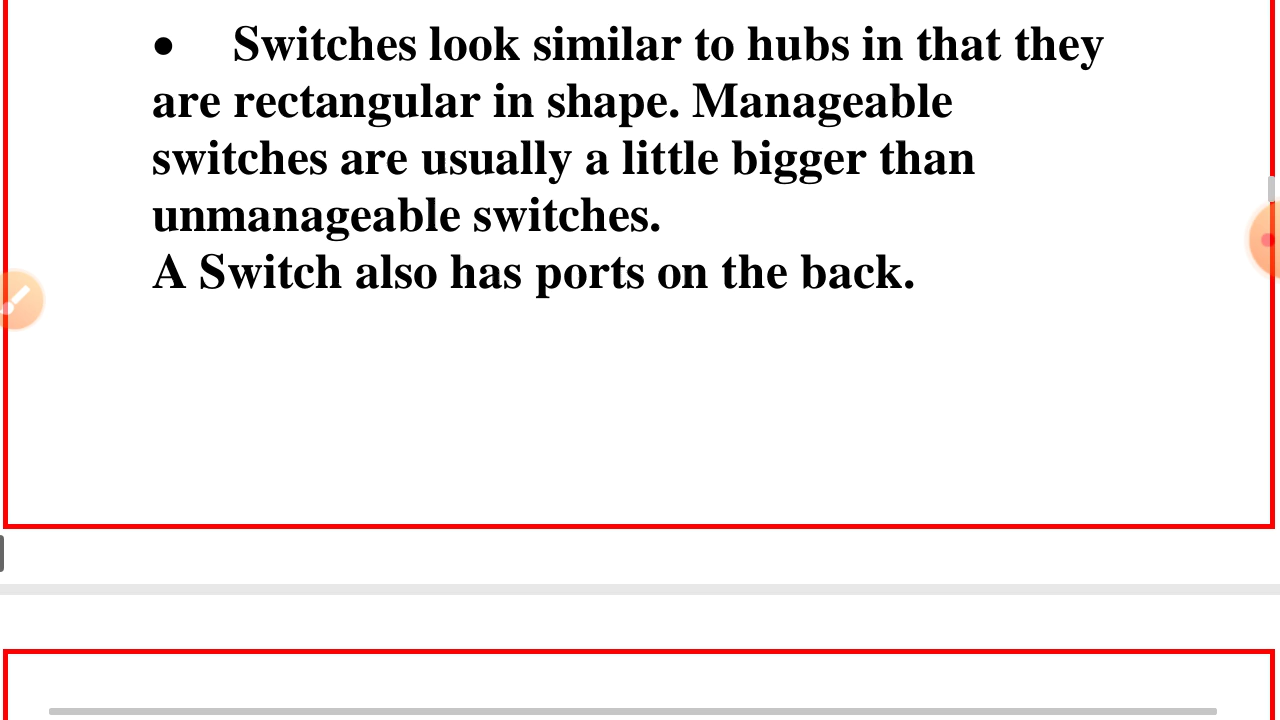 • Switches look similar to hubs in that they
are rectangular in shape. Manageable
switches are usually a little bigger than
unmanageable switches.
A Switch also has ports on the back.